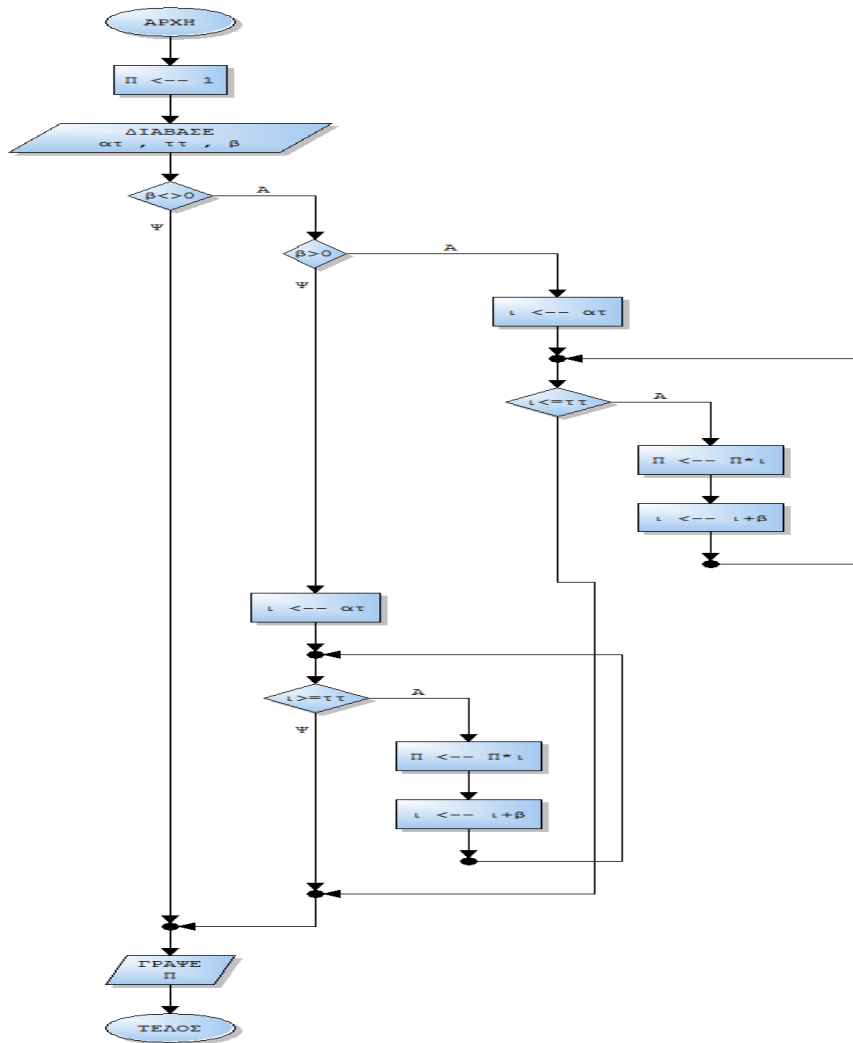 ΑΡΧΗ
Π <-- 1
ΔΙΑΒΑΣΕ
ατ , ττ , β
β<>0
Α
Ψ
β>0
Α
Ψ
ι <-- ατ
ι<=ττ
Α
Π <-- Π*ι
ι <-- ι+β
ι <-- ατ
ι>=ττ
Α
Ψ
Π <-- Π*ι
ι <-- ι+β
ΓΡΑΨΕ
Π
ΤΕΛΟΣ